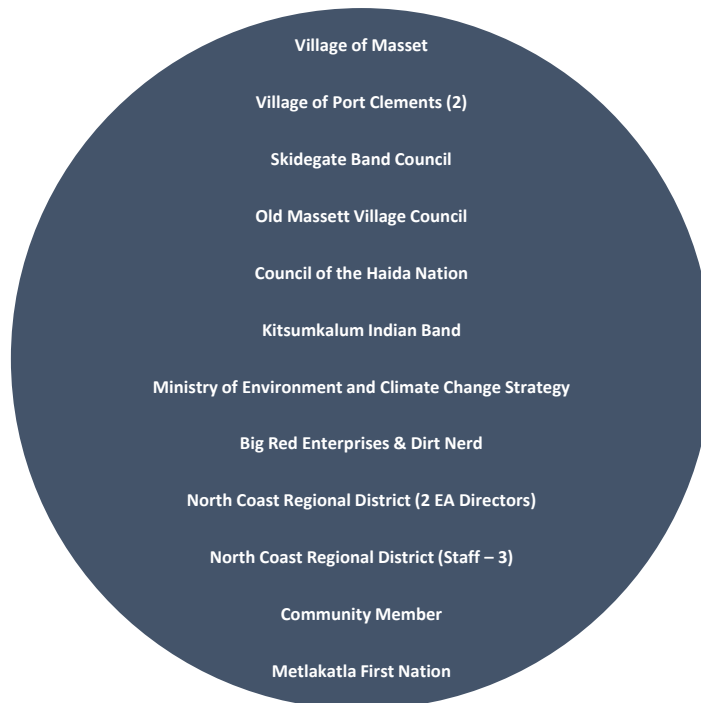 Village of Masset
Village of Port Clements (2)
Skidegate Band Council
Old Massett Village Council
Council of the Haida Nation
Kitsumkalum Indian Band
Ministry of Environment and Climate Change Strategy
Big Red Enterprises & Dirt Nerd
North Coast Regional District (2 EA Directors)
North Coast Regional District (Staff – 3)
Community Member
Metlakatla First Nation